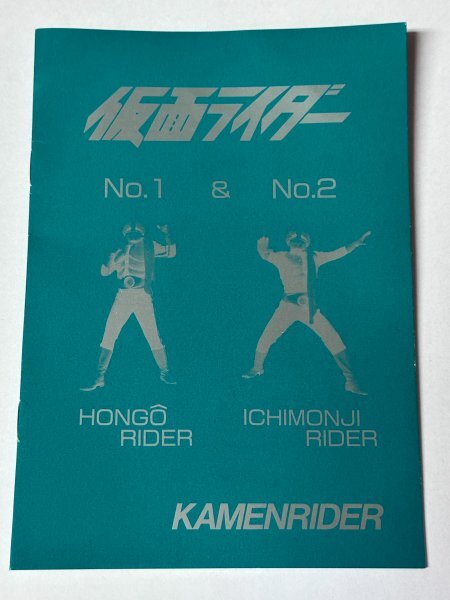 仮面ライダー
No.1 & No.2
HONGÔ
RIDER
ICHIMONJI
RIDER
KAMENRIDER